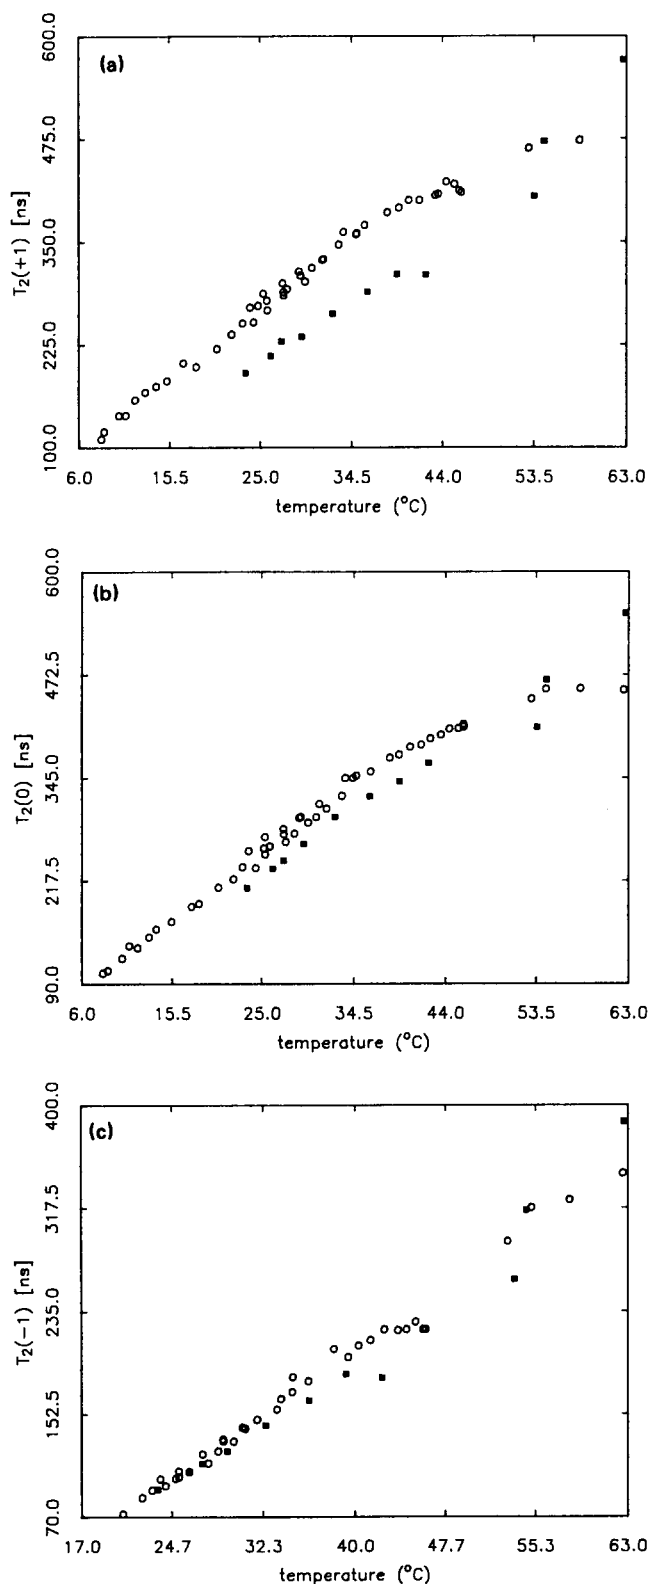 (a)
600.0
475.0
350.0
225.0
100.0
T₂(+1) [ns]
6.0 15.5 25.0 34.5 44.0 53.5 63.0
temperature (°C)
(b)
600.0
472.5
345.0
217.5
90.0
T₂(0) [ns]
6.0 15.5 25.0 34.5 44.0 53.5 63.0
temperature (°C)
(c)
400.0
317.5
235.0
152.5
70.0
T₂(−1) [ns]
17.0 24.7 32.3 40.0 47.7 55.3 63.0
temperature (°C)